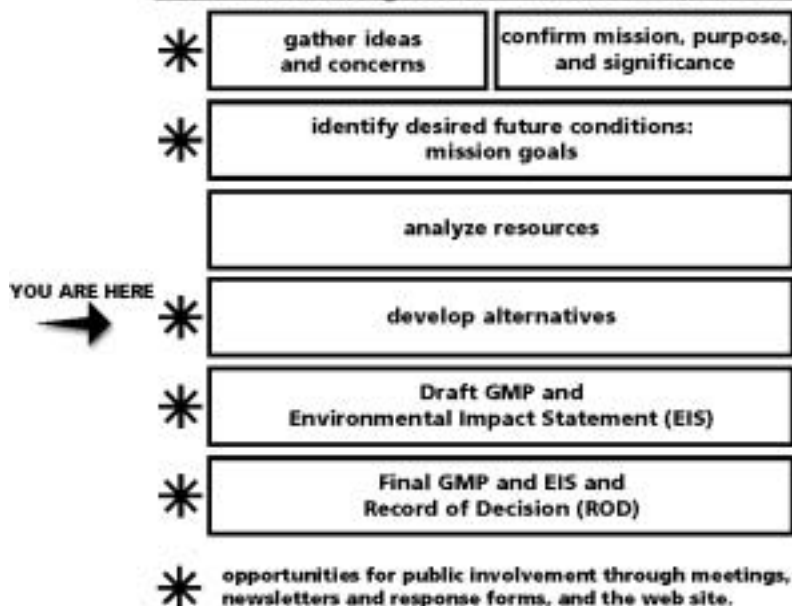 gather ideas
and concerns
confirm mission, purpose,
and significance
identify desired future conditions:
mission goals
analyze resources
YOU ARE HERE
develop alternatives
Draft GMP and
Environmental Impact Statement (EIS)
Final GMP and EIS and
Record of Decision (ROD)
opportunities for public involvement through meetings,
newsletters and response forms, and the web site.